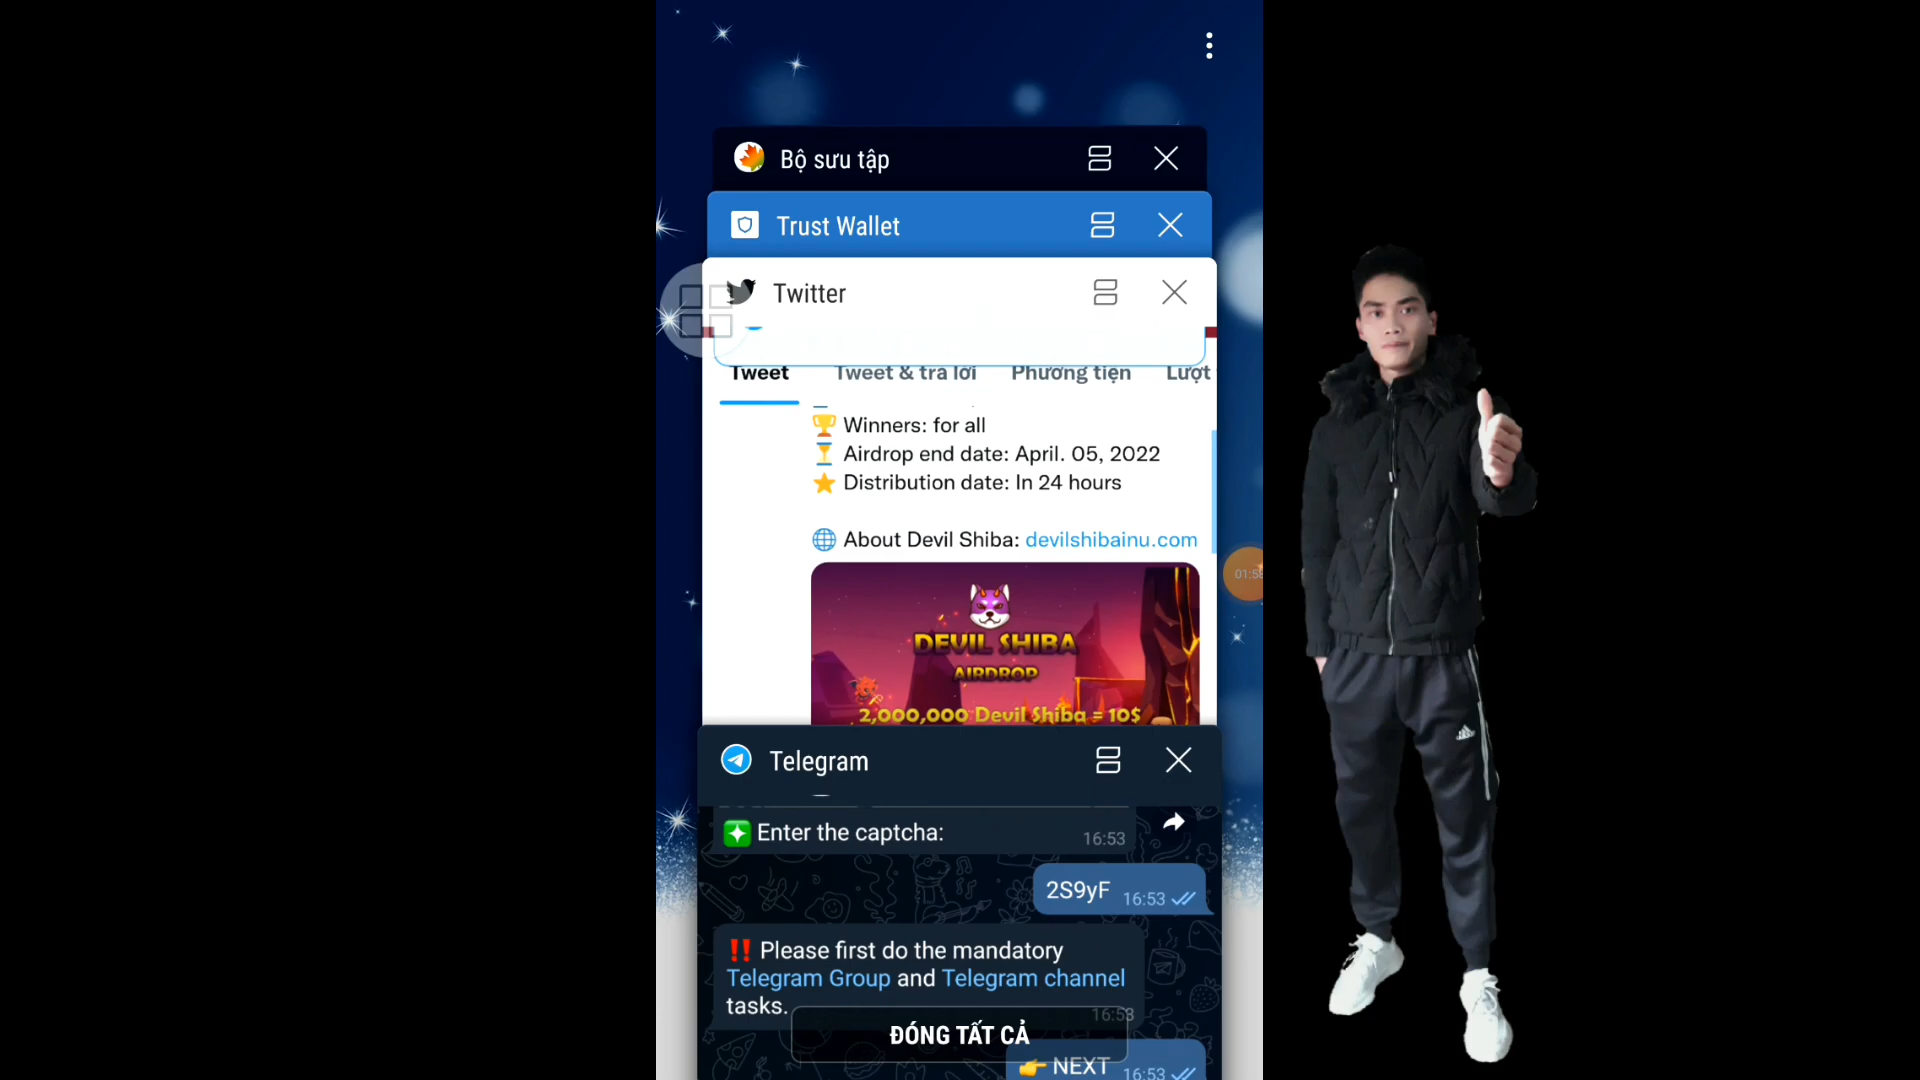 Bộ sưu tập
Trust Wallet
Twitter
Tweet Tweet & trả lời Phương tiện Lượt
🏆 Winners: for all
⏳ Airdrop end date: April. 05, 2022
⭐ Distribution date: In 24 hours
🌐 About Devil Shiba: devilshibainu.com
DEVIL SHIBA
AIRDROP
2,000,000 Devil Shiba = 10$
01:58
Telegram
Enter the captcha:
16:53
2S9yF 16:53
‼️ Please first do the mandatory
Telegram Group and Telegram channel
tasks.
16:53
ĐÓNG TẤT CẢ
👉 NEXT 16:53